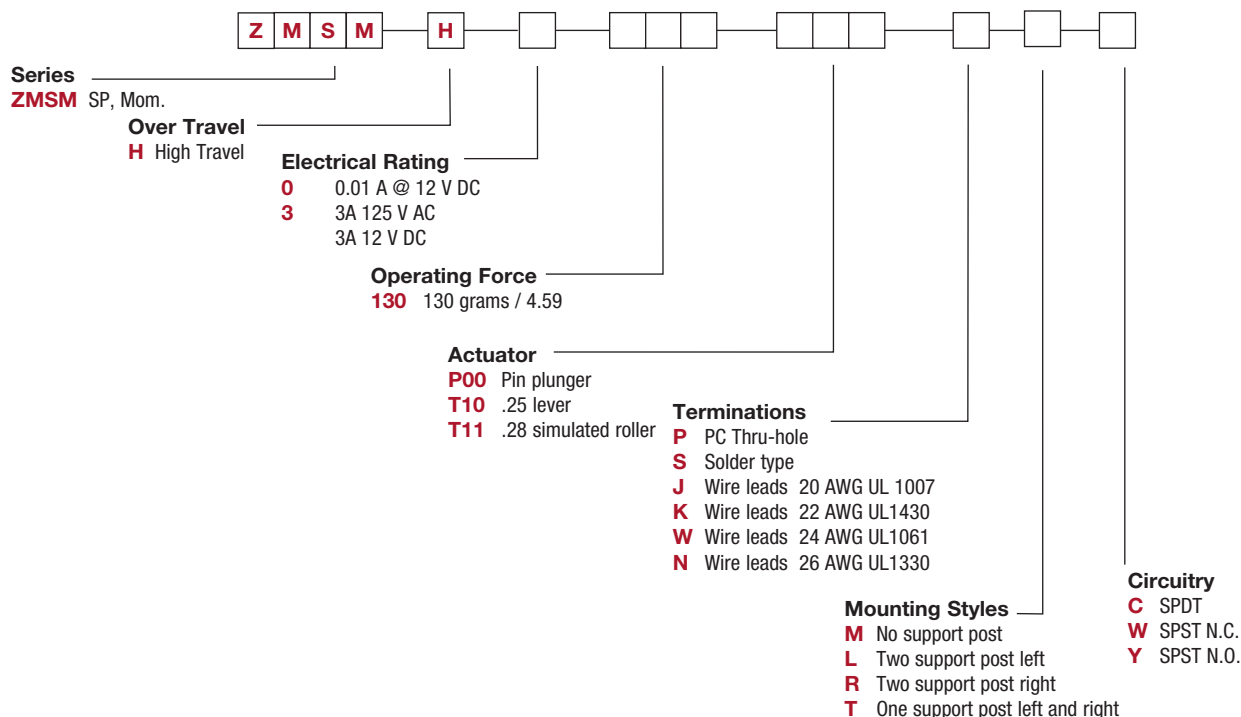 Z M S M H
Series
ZMSM SP, Mom.
Over Travel
H High Travel
Electrical Rating
0 0.01 A @ 12 V DC
3 3A 125 V AC
3A 12 V DC
Operating Force
130 130 grams / 4.59
Actuator
P00 Pin plunger
T10 .25 lever
T11 .28 simulated roller
Terminations
P PC Thru-hole
S Solder type
J Wire leads 20 AWG UL 1007
K Wire leads 22 AWG UL1430
W Wire leads 24 AWG UL1061
N Wire leads 26 AWG UL1330
Mounting Styles
M No support post
L Two support post left
R Two support post right
T One support post left and right
Circuitry
C SPDT
W SPST N.C.
Y SPST N.O.